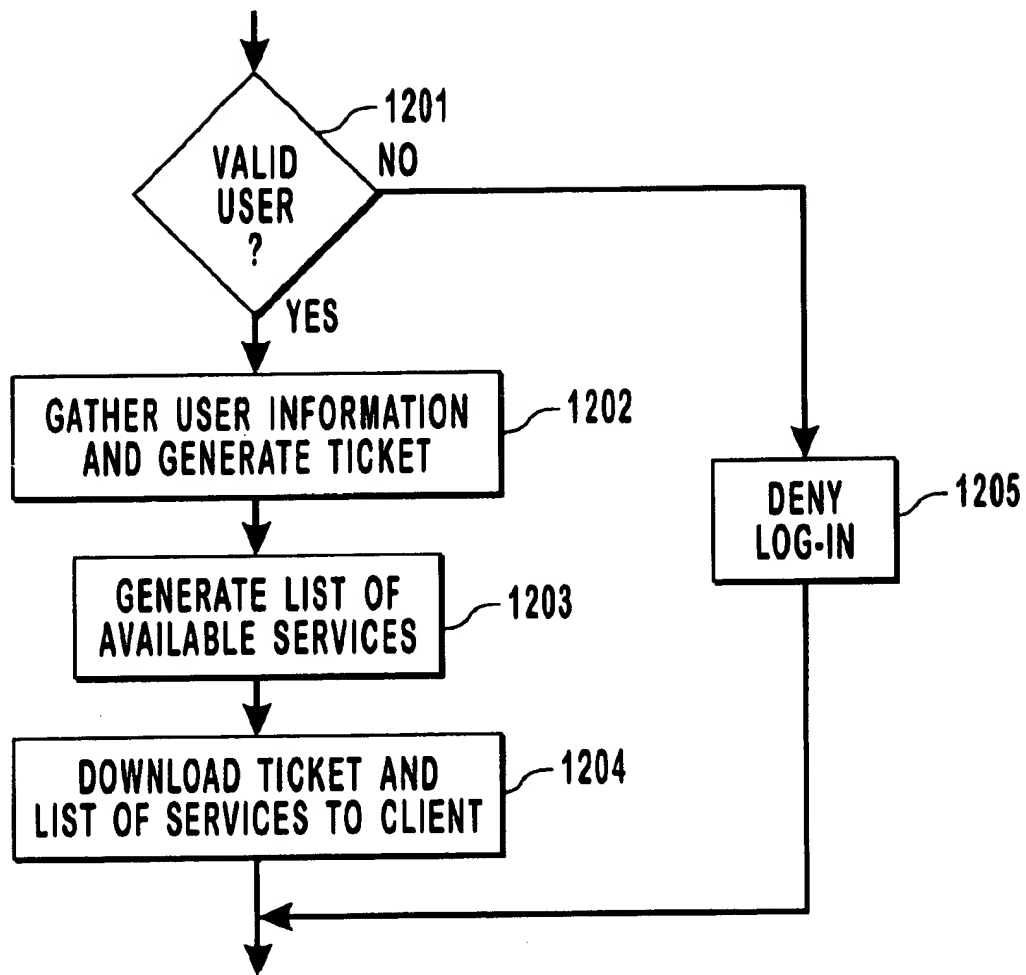 1201
VALID
USER
?
NO
YES
GATHER USER INFORMATION
AND GENERATE TICKET
1202
DENY
LOG-IN
1205
GENERATE LIST OF
AVAILABLE SERVICES
1203
DOWNLOAD TICKET AND
LIST OF SERVICES TO CLIENT
1204